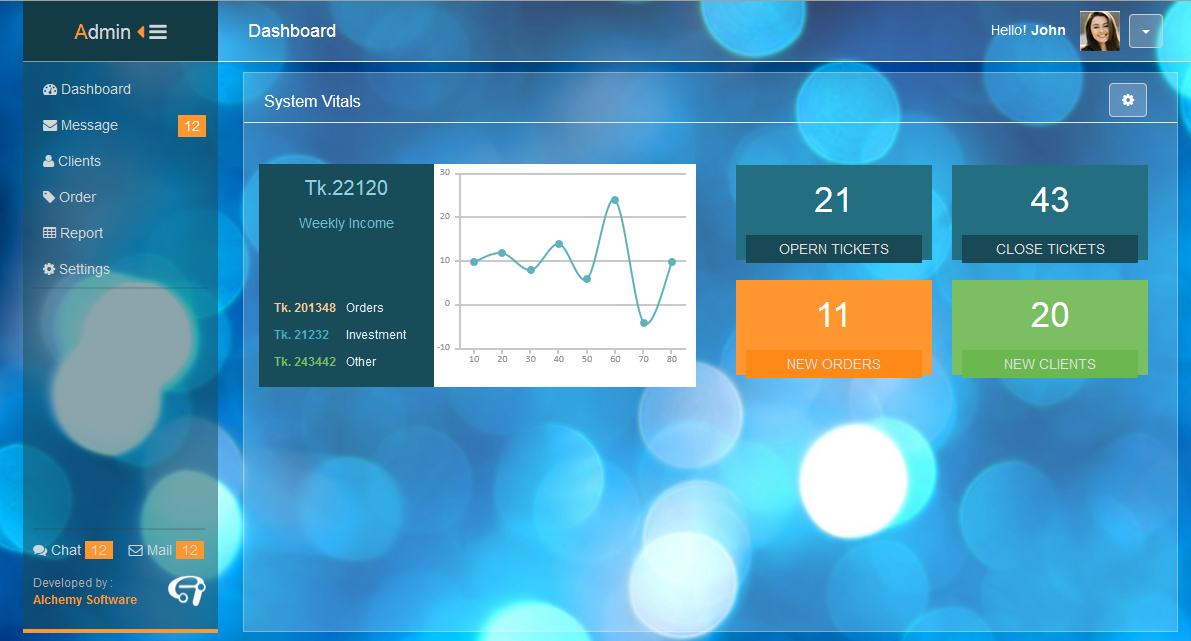 Admin
Dashboard
Hello! John
Dashboard
Message 12
Clients
Order
Report
Settings
Chat 12 Mail 12
Developed by :
Alchemy Software
System Vitals
Tk.22120
Weekly Income
Tk. 201348 Orders
Tk. 21232 Investment
Tk. 243442 Other
30
20
10
0
-10
10 20 30 40 50 60 70 80
21
OPERN TICKETS
43
CLOSE TICKETS
11
NEW ORDERS
20
NEW CLIENTS